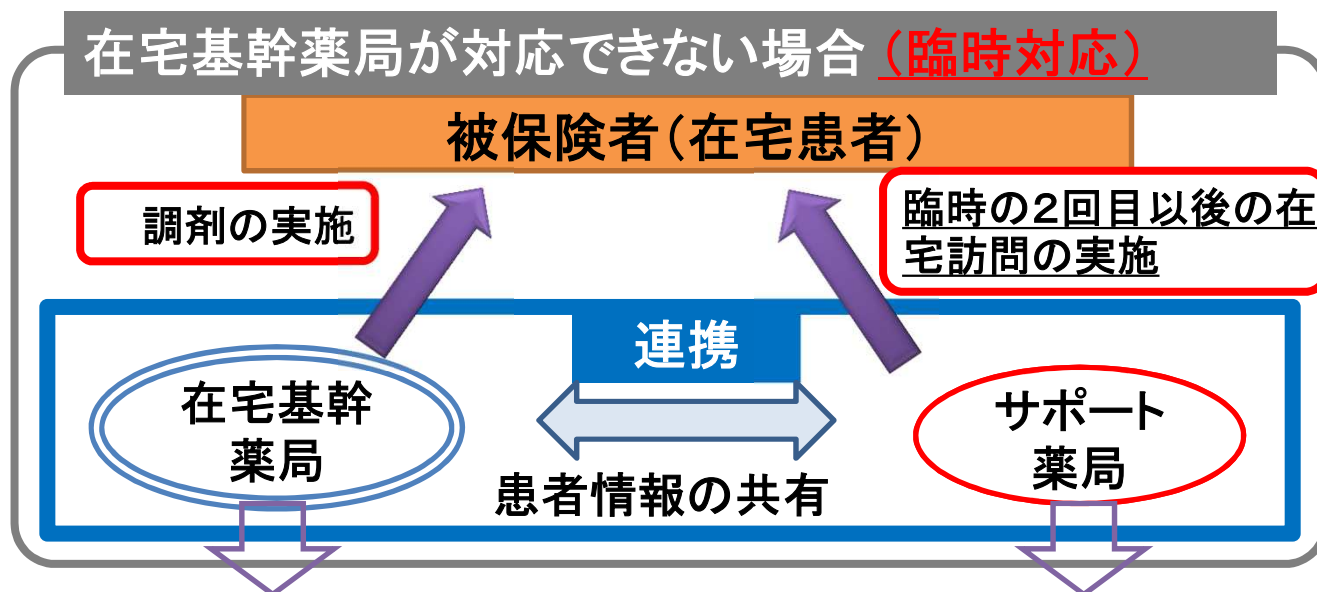 在宅基幹薬局が対応できない場合（臨時対応）
被保険者（在宅患者）
調剤の実施
臨時の２回目以後の在
宅訪問の実施
連携
在宅基幹
薬局
サポート
薬局
患者情報の共有